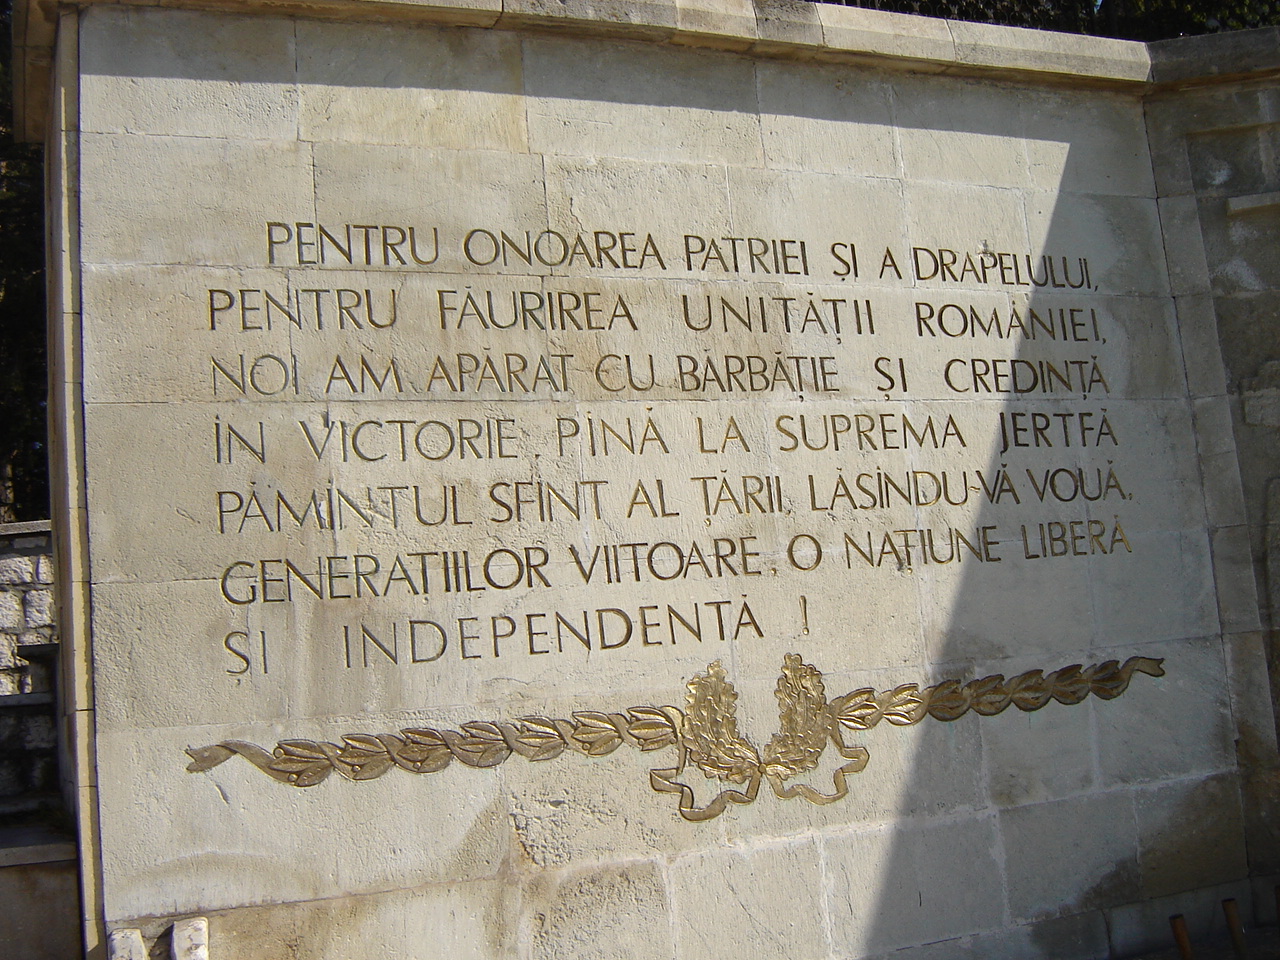 PENTRU ONOAREA PATRIEI ȘI A DRAPELULUI,
PENTRU FĂURIREA UNITĂȚII ROMÂNIEI
NOI AM APĂRAT CU BĂRBĂȚIE ȘI CREDINȚĂ
ÎN VICTORIE PÎNĂ LA SUPREMA JERTFĂ
PĂMÎNTUL SFÎNT AL ȚĂRII, LĂSÎNDU-VĂ VOUĂ,
GENERAȚIILOR VIITOARE, O NAȚIUNE LIBERĂ
ȘI INDEPENDENTĂ !